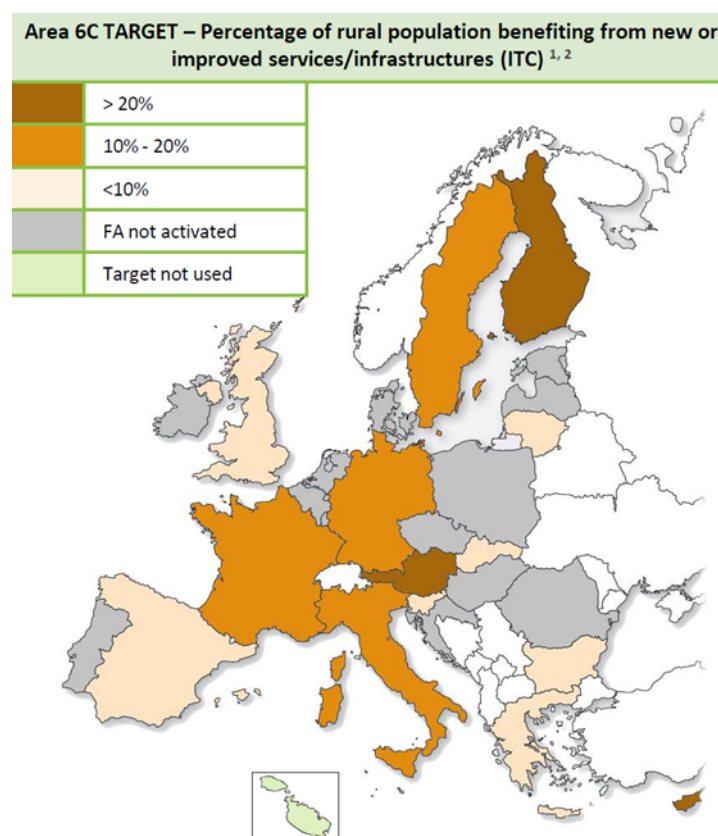 Area 6C TARGET – Percentage of rural population benefiting from new or
improved services/infrastructures (ITC) 1, 2
> 20%
10% - 20%
<10%
FA not activated
Target not used